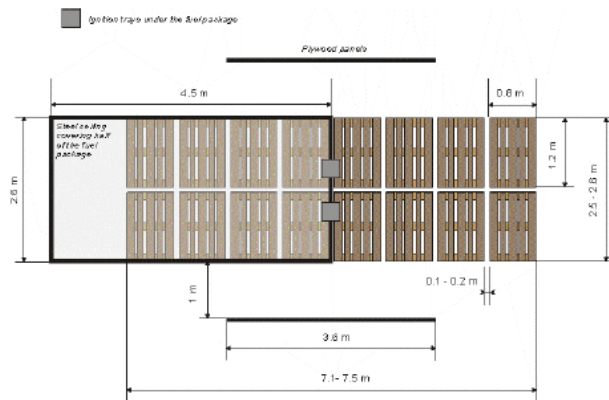 Ignition trays under the fuel package
Plywood panels
4.5 m
0.8 m
Steel ceiling
covering half
of the fuel
package
2.6 m
1.2 m
2.5 - 2.6 m
0.1 - 0.2 m
1 m
3.6 m
7.1- 7.5 m